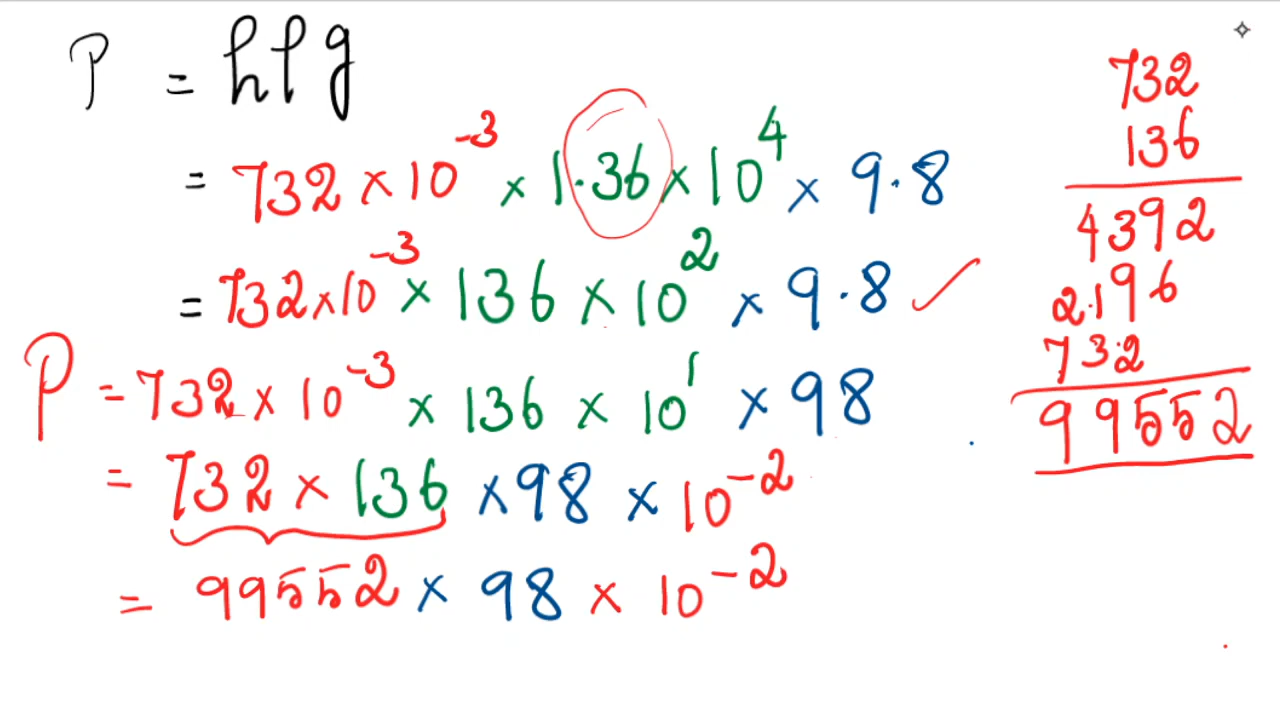 P = hρg
= 732 × 10⁻³ × 1.36 × 10⁴ × 9.8
= 732 × 10⁻³ × 136 × 10² × 9.8 ✓
P = 732 × 10⁻³ × 136 × 10¹ × 98
= 732 × 136 × 98 × 10⁻²
= 99552 × 98 × 10⁻²
732
136
4392
2196
732
99552